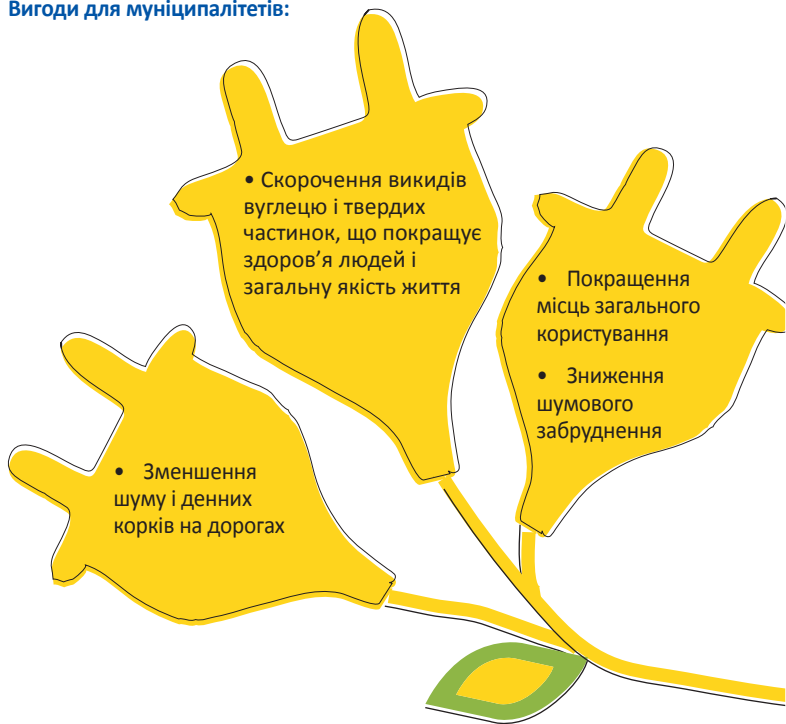 Вигоди для муніципалітетів:
• Скорочення викидів
вуглецю і твердих
частинок, що покращує
здоров'я людей і
загальну якість життя
• Покращення
місць загального
користування
• Зниження
шумового
забруднення
• Зменшення
шуму і денних
корків на дорогах